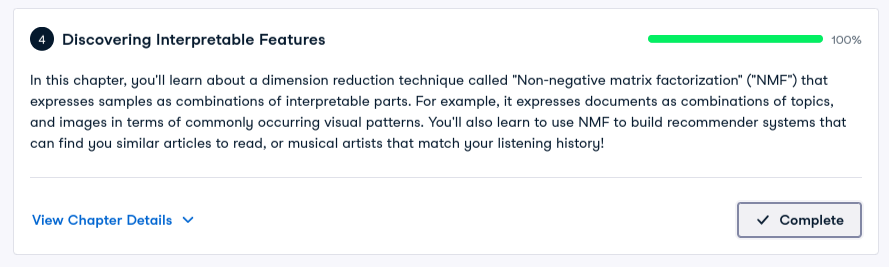 4 Discovering Interpretable Features 100%
In this chapter, you'll learn about a dimension reduction technique called "Non-negative matrix factorization" ("NMF") that
expresses samples as combinations of interpretable parts. For example, it expresses documents as combinations of topics,
and images in terms of commonly occurring visual patterns. You'll also learn to use NMF to build recommender systems that
can find you similar articles to read, or musical artists that match your listening history!
View Chapter Details Complete